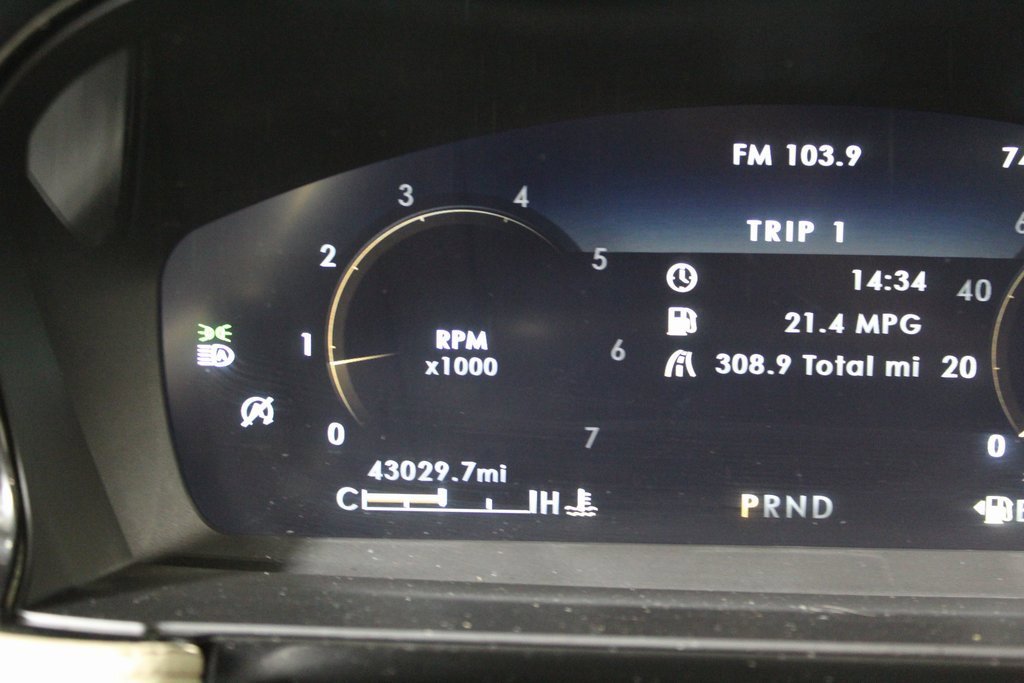 FM 103.9
TRIP 1
14:34
21.4 MPG
308.9 Total mi
0
1
2
3
4
5
6
7
RPM
x1000
43029.7mi
C
H
PRND
40
20
0
A